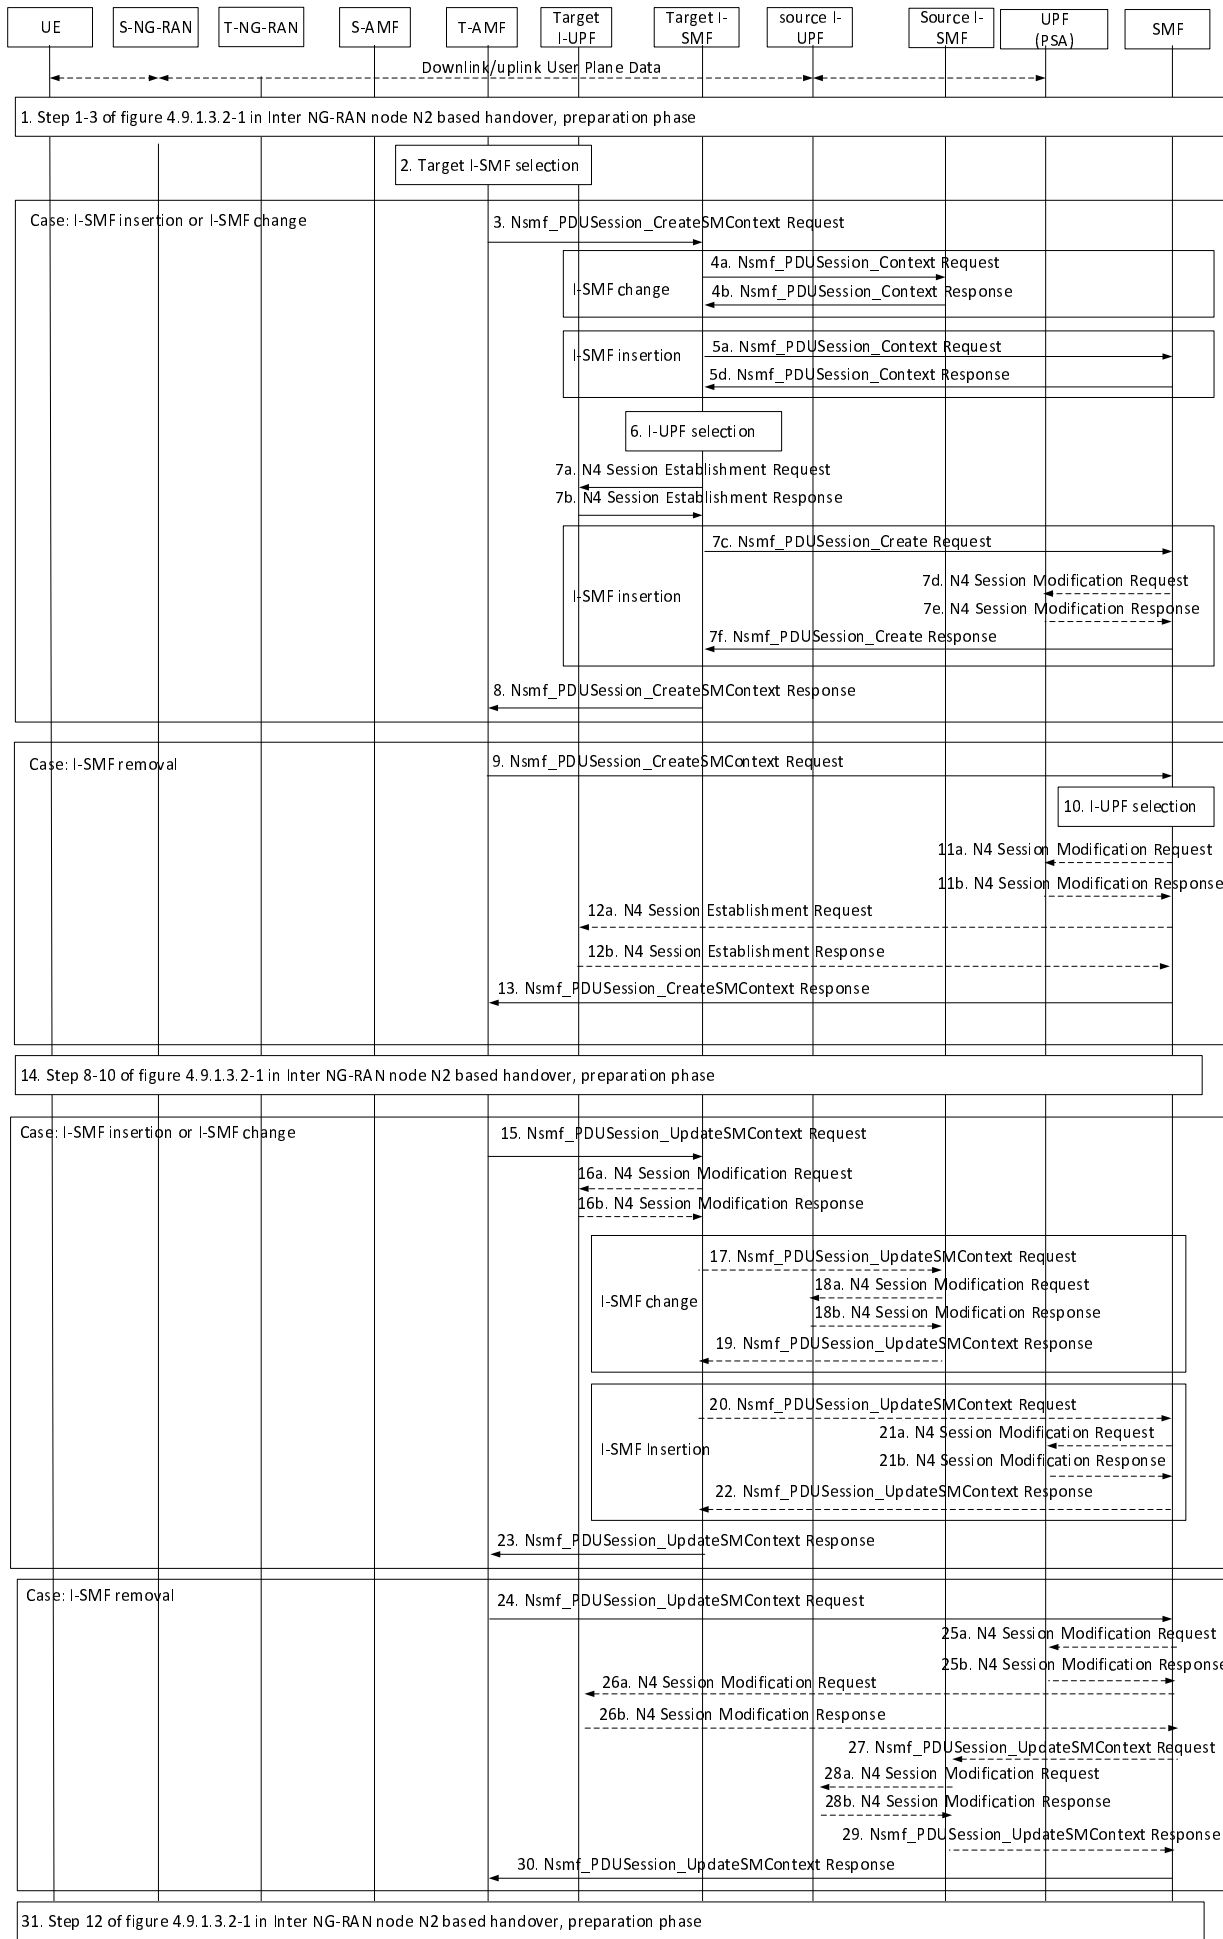 UE
S-NG-RAN
T-NG-RAN
S-AMF
T-AMF
Target
I-UPF
Target I-
SMF
source I-
UPF
Source I-
SMF
UPF
(PSA)
SMF
Downlink/uplink User Plane Data
1. Step 1-3 of figure 4.9.1.3.2-1 in Inter NG-RAN node N2 based handover, preparation phase
2. Target I-SMF selection
Case: I-SMF insertion or I-SMF change
3. Nsmf_PDUSession_CreateSMContext Request
4a. Nsmf_PDUSession_Context Request
I-SMF change
4b. Nsmf_PDUSession_Context Response
5a. Nsmf_PDUSession_Context Request
I-SMF insertion
5d. Nsmf_PDUSession_Context Response
6. I-UPF selection
7a. N4 Session Establishment Request
7b. N4 Session Establishment Response
7c. Nsmf_PDUSession_Create Request
7d. N4 Session Modification Request
I-SMF insertion
7e. N4 Session Modification Response
7f. Nsmf_PDUSession_Create Response
8. Nsmf_PDUSession_CreateSMContext Response
Case: I-SMF removal
9. Nsmf_PDUSession_CreateSMContext Request
10. I-UPF selection
11a. N4 Session Modification Request
11b. N4 Session Modification Response
12a. N4 Session Establishment Request
12b. N4 Session Establishment Response
13. Nsmf_PDUSession_CreateSMContext Response
14. Step 8-10 of figure 4.9.1.3.2-1 in Inter NG-RAN node N2 based handover, preparation phase
Case: I-SMF insertion or I-SMF change
15. Nsmf_PDUSession_UpdateSMContext Request
16a. N4 Session Modification Request
16b. N4 Session Modification Response
17. Nsmf_PDUSession_UpdateSMContext Request
18a. N4 Session Modification Request
I-SMF change
18b. N4 Session Modification Response
19. Nsmf_PDUSession_UpdateSMContext Response
20. Nsmf_PDUSession_UpdateSMContext Request
21a. N4 Session Modification Request
I-SMF Insertion
21b. N4 Session Modification Response
22. Nsmf_PDUSession_UpdateSMContext Response
23. Nsmf_PDUSession_UpdateSMContext Response
Case: I-SMF removal
24. Nsmf_PDUSession_UpdateSMContext Request
25a. N4 Session Modification Request
25b. N4 Session Modification Response
26a. N4 Session Modification Request
26b. N4 Session Modification Response
27. Nsmf_PDUSession_UpdateSMContext Request
28a. N4 Session Modification Request
28b. N4 Session Modification Response
29. Nsmf_PDUSession_UpdateSMContext Response
30. Nsmf_PDUSession_UpdateSMContext Response
31. Step 12 of figure 4.9.1.3.2-1 in Inter NG-RAN node N2 based handover, preparation phase